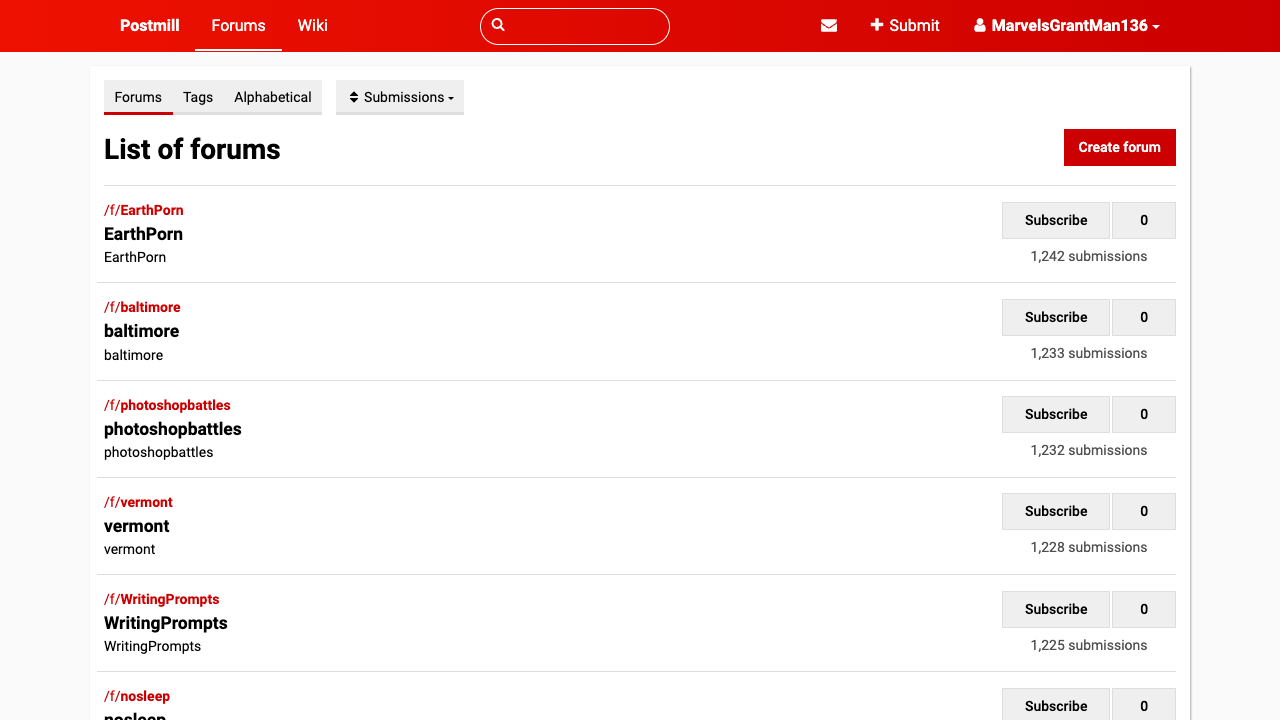 Postmill Forums Wiki Submit MarvelsGrantMan136
Forums Tags Alphabetical Submissions
List of forums Create forum
/f/EarthPorn
EarthPorn
EarthPorn
Subscribe 0
1,242 submissions
/f/baltimore
baltimore
baltimore
Subscribe 0
1,233 submissions
/f/photoshopbattles
photoshopbattles
photoshopbattles
Subscribe 0
1,232 submissions
/f/vermont
vermont
vermont
Subscribe 0
1,228 submissions
/f/WritingPrompts
WritingPrompts
WritingPrompts
Subscribe 0
1,225 submissions
/f/nosleep
nosleep
Subscribe 0